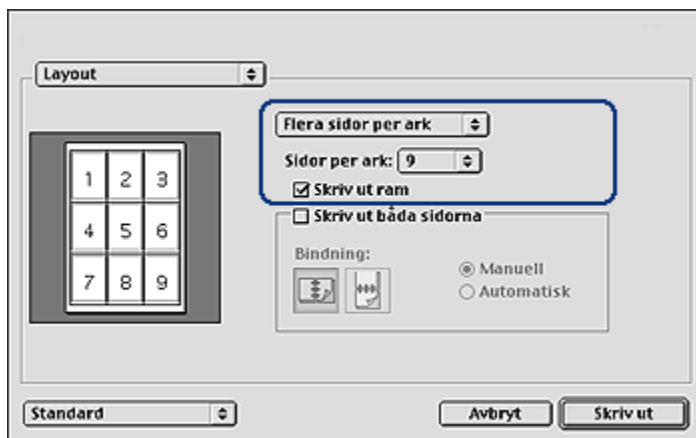 Layout
Flera sidor per ark
Sidor per ark: 9
Skriv ut ram
Skriv ut båda sidorna
1 2 3
4 5 6
7 8 9
Bindning:
Manuell
Automatisk
Standard
Avbryt
Skriv ut